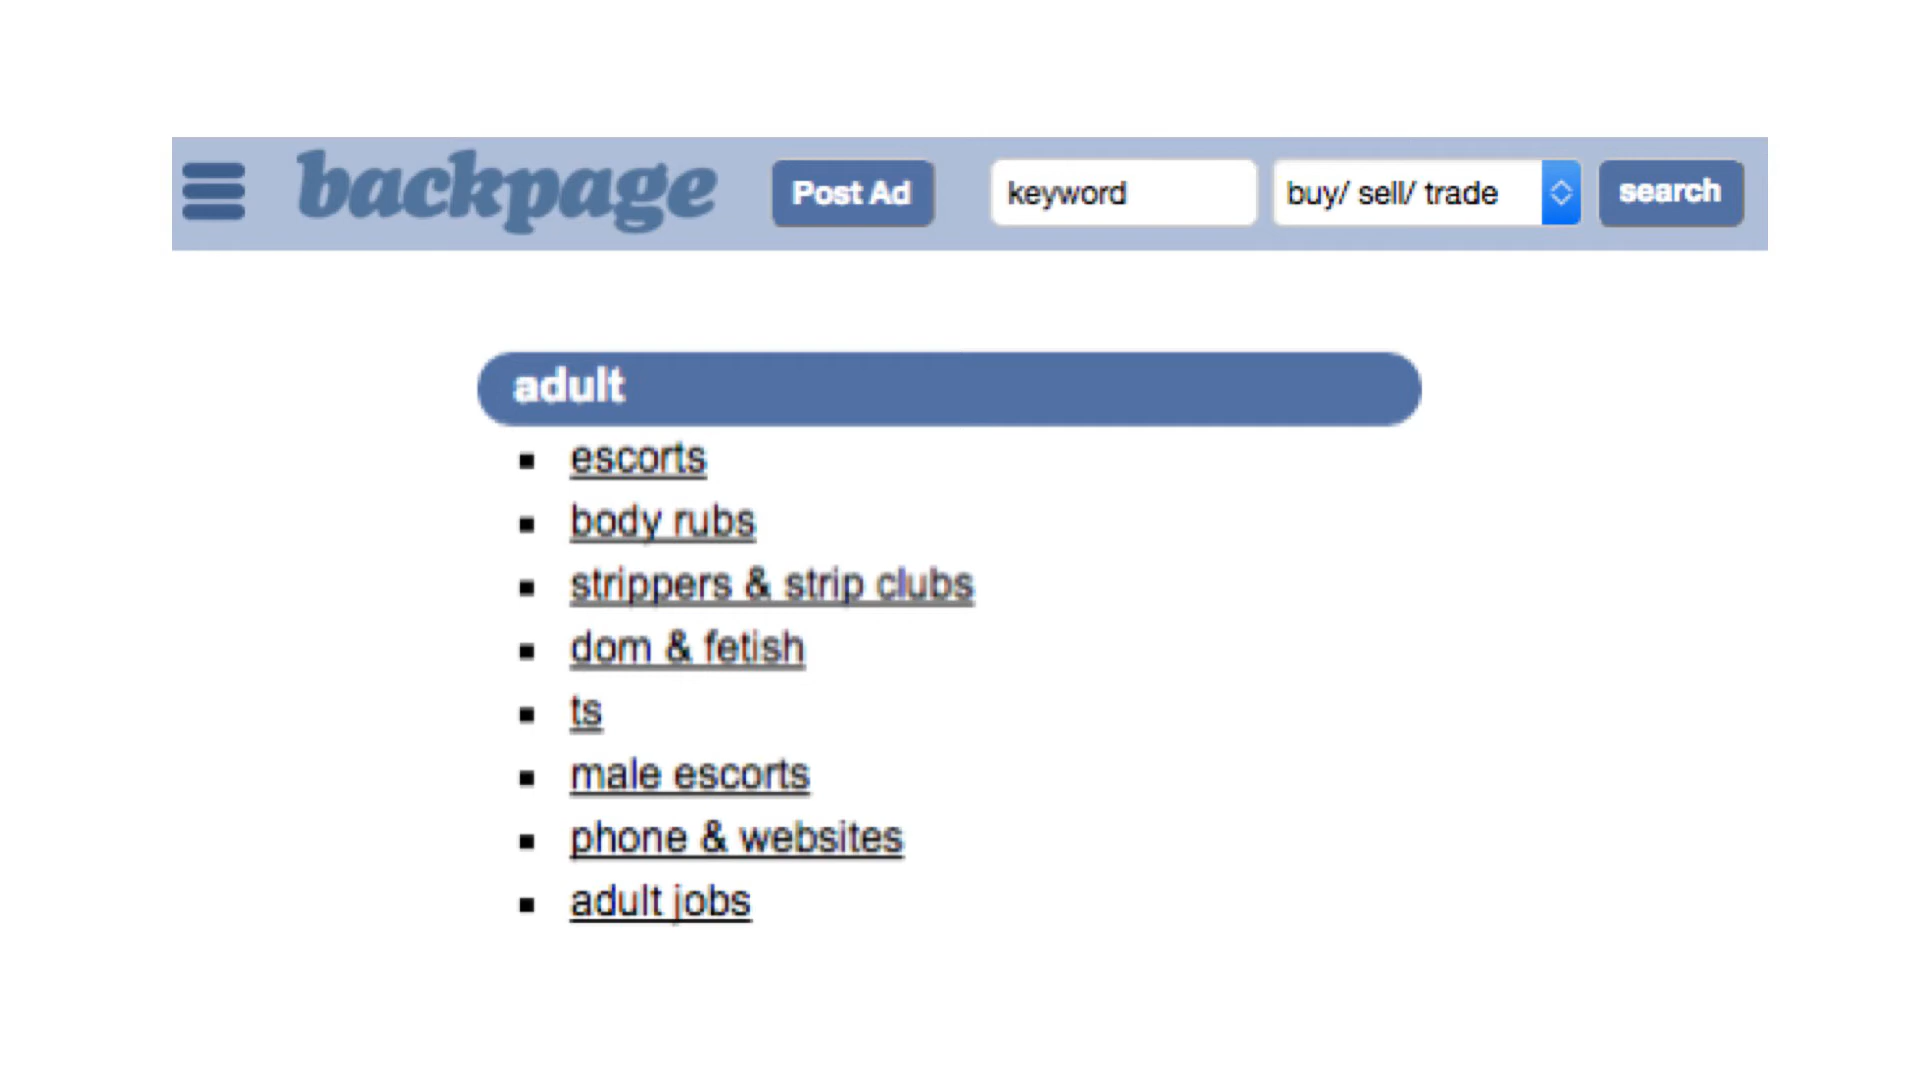 backpage Post Ad keyword buy/ sell/ trade search
adult
escorts
body rubs
strippers & strip clubs
dom & fetish
ts
male escorts
phone & websites
adult jobs